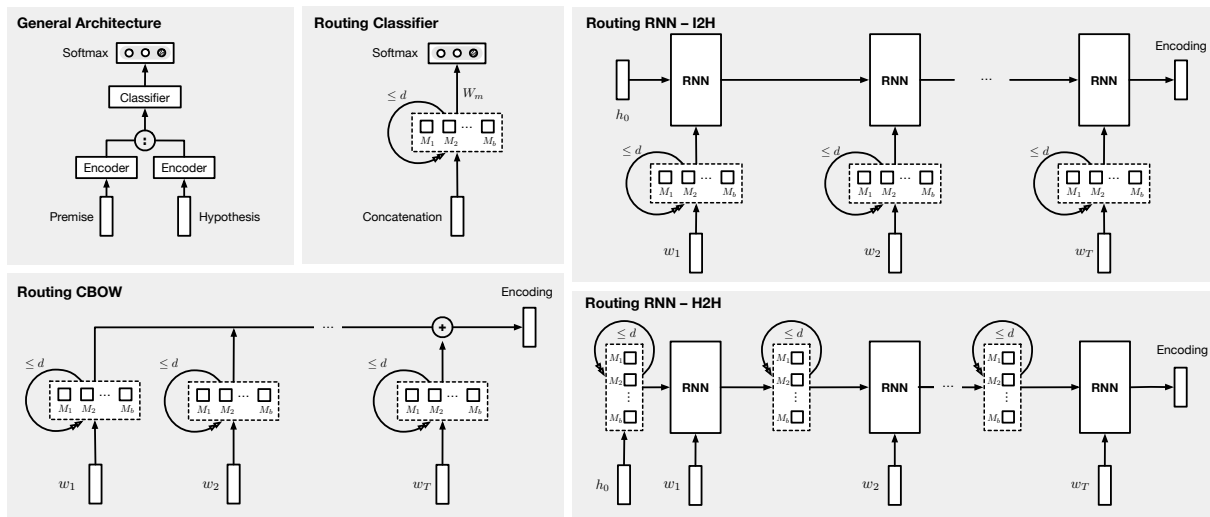 General Architecture
Softmax
Classifier
:
Encoder Encoder
Premise Hypothesis
Routing Classifier
Softmax
≤ d W_m
M_1 M_2 ... M_b
Concatenation
Routing RNN – I2H
Encoding
RNN RNN ... RNN
h_0
≤ d ≤ d ≤ d
M_1 M_2 ... M_b M_1 M_2 ... M_b M_1 M_2 ... M_b
w_1 w_2 w_T
Routing CBOW
Encoding
... +
≤ d ≤ d ≤ d
M_1 M_2 ... M_b M_1 M_2 ... M_b M_1 M_2 ... M_b
w_1 w_2 w_T
Routing RNN – H2H
≤ d ≤ d ≤ d
Encoding
M_1 M_1 M_1
M_2 RNN M_2 RNN ... M_2 RNN
⋮ ⋮ ⋮
M_b M_b M_b
h_0 w_1 w_2 w_T